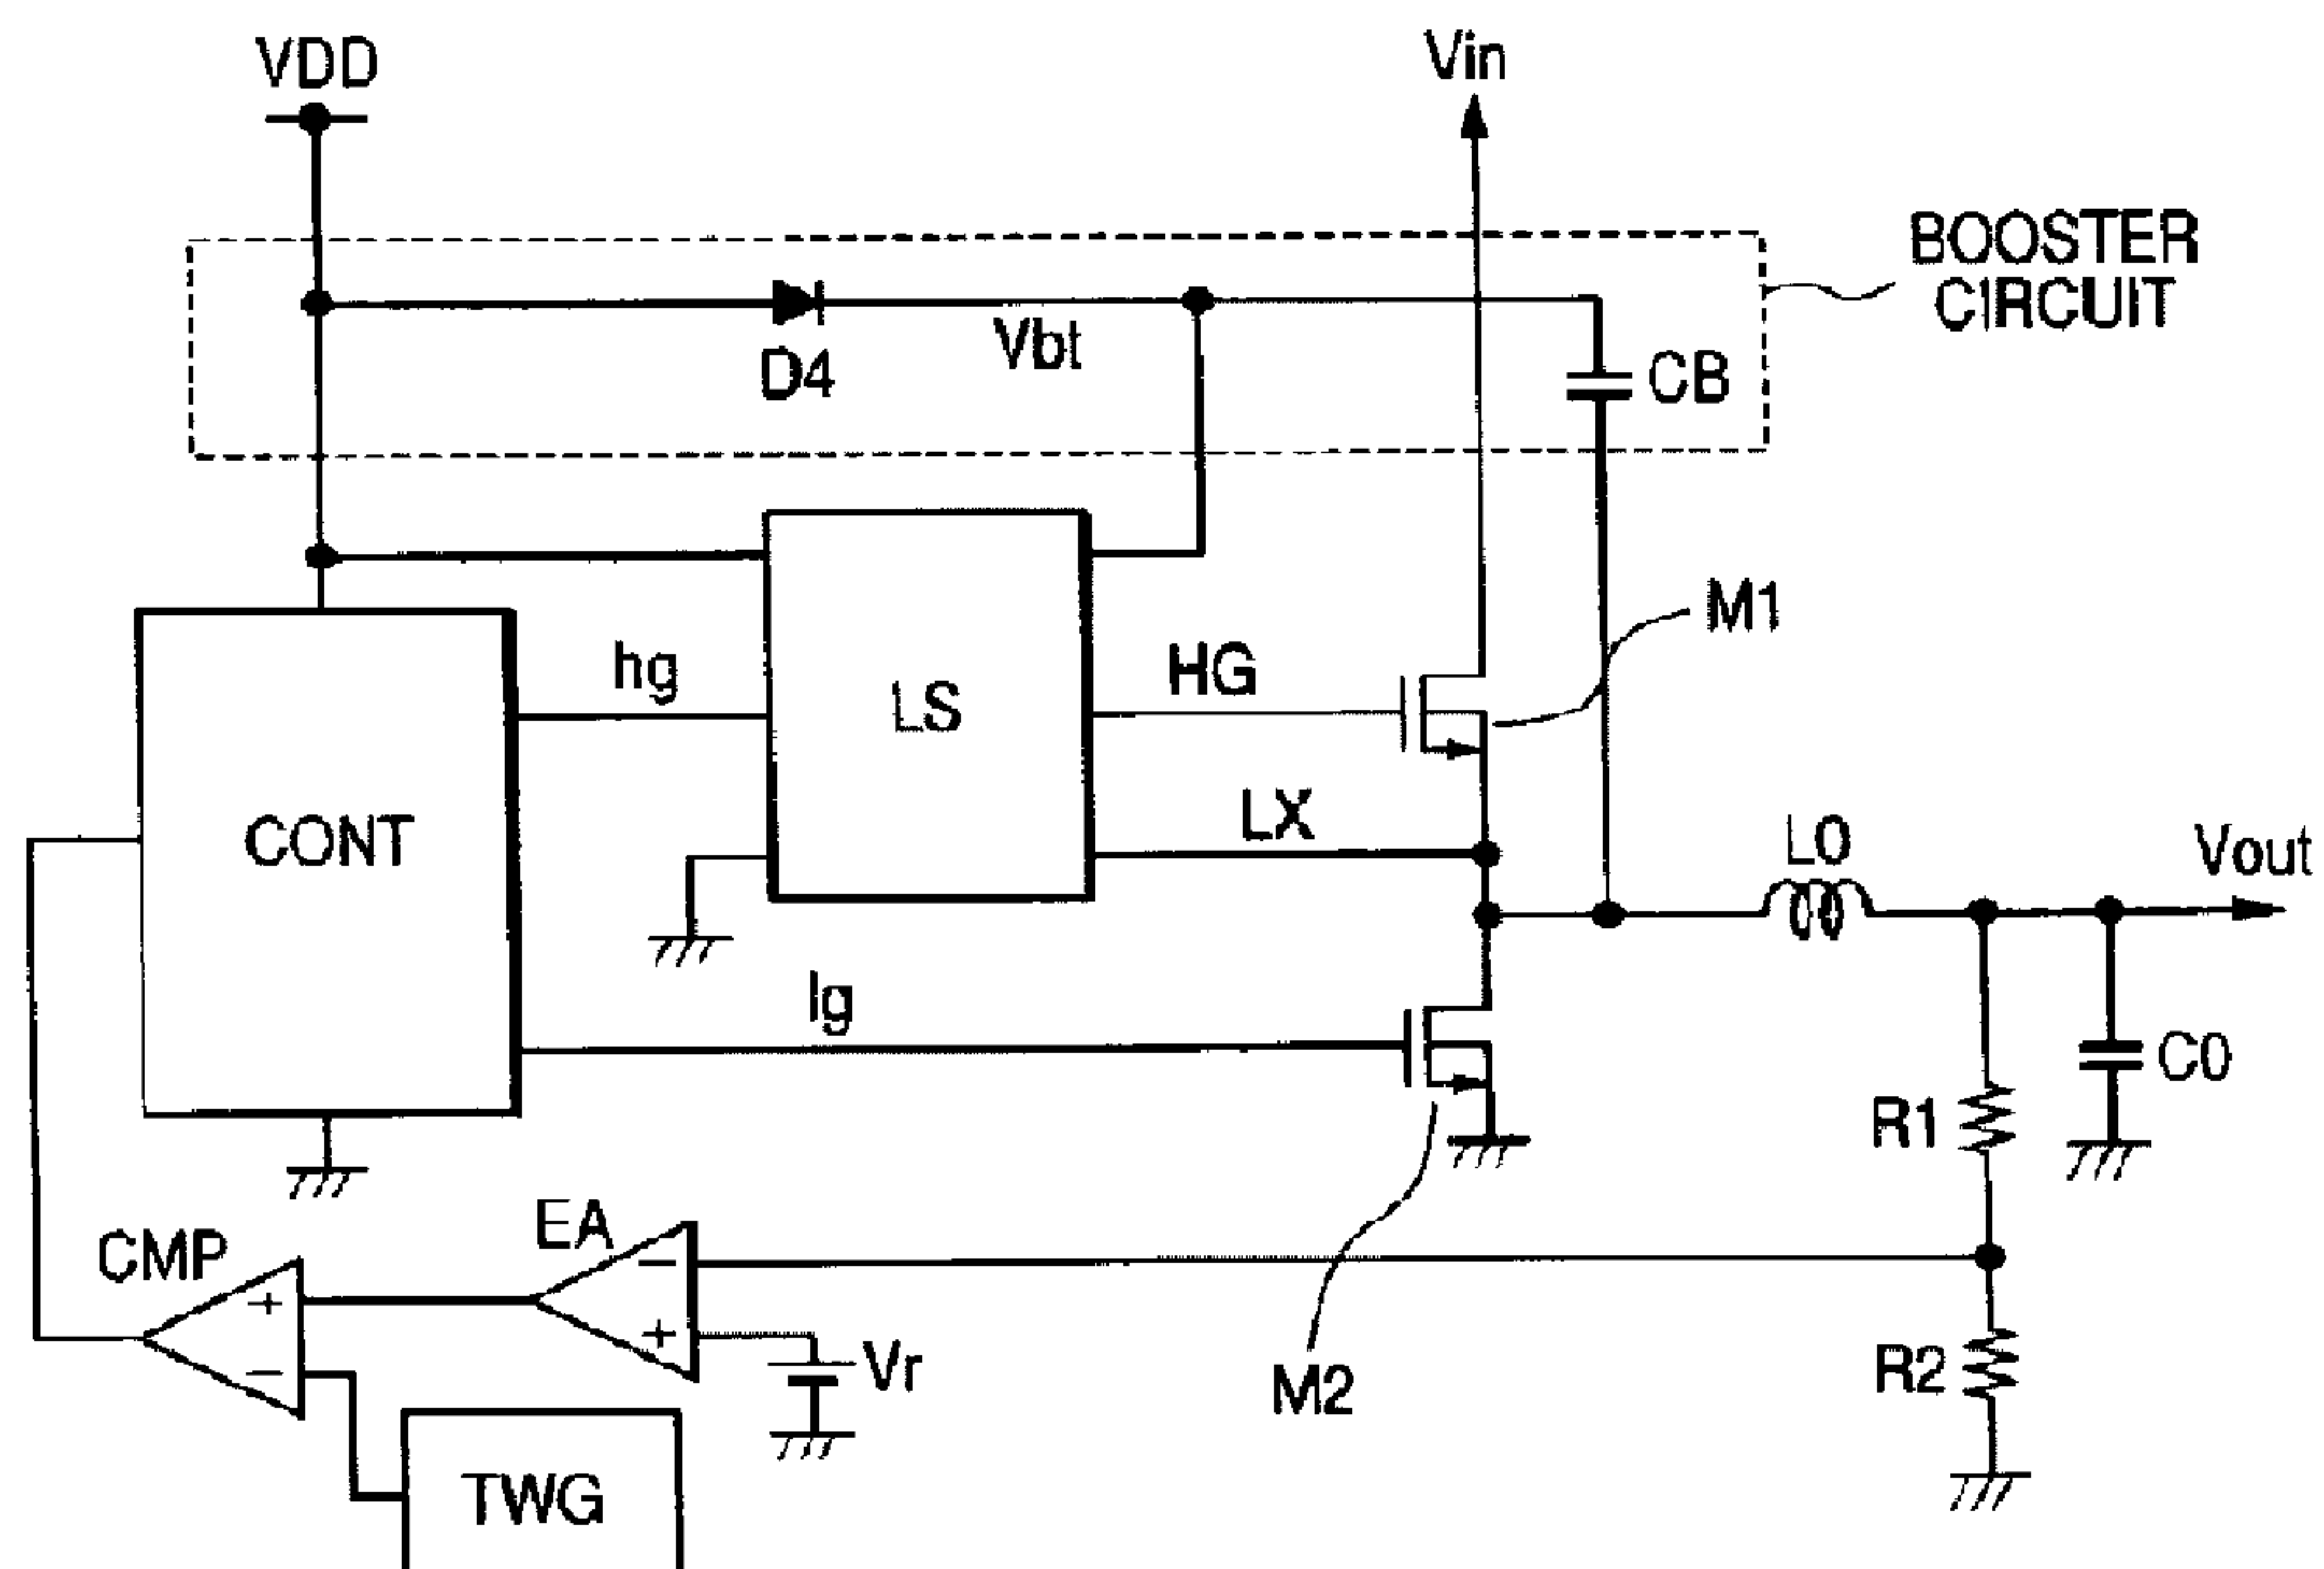 VDD
Vin
BOOSTER
CIRCUIT
D4
Vbt
CB
M1
hg
LS
HG
CONT
LX
LO
Vout
lg
C0
R1
EA
CMP
-
+
+
-
Vr
M2
R2
TWG